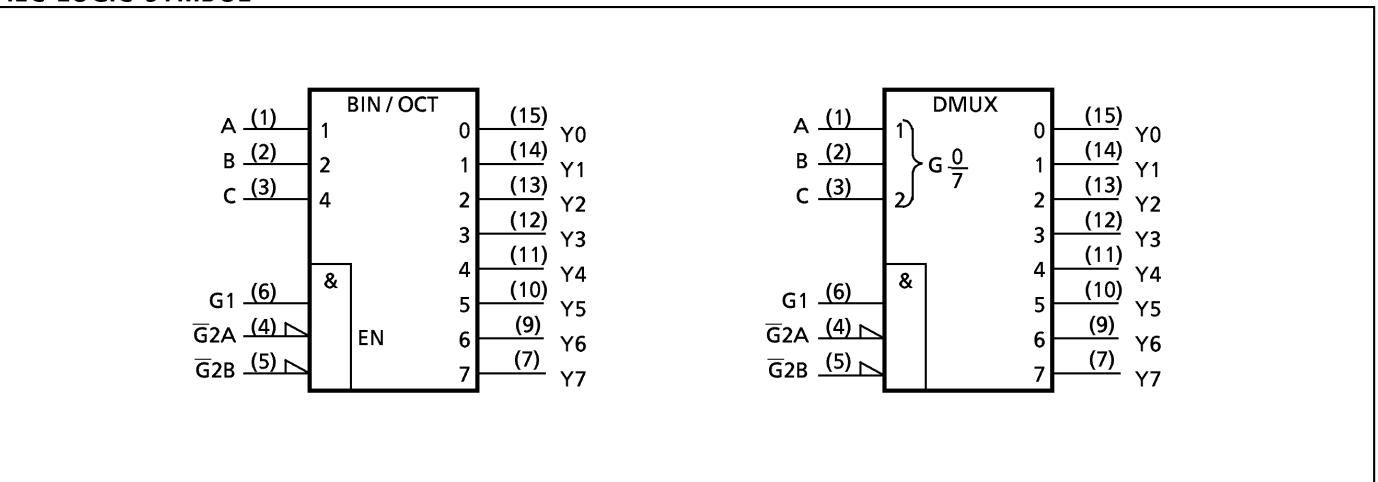 IEC LOGIC SYMBOL
BIN / OCT
A (1) 1 0 (15) Y0
B (2) 2 1 (14) Y1
C (3) 4 2 (13) Y2
3 (12) Y3
& 4 (11) Y4
G1 (6) 5 (10) Y5
G̅2A (4) EN 6 (9) Y6
G̅2B (5) 7 (7) Y7
DMUX
A (1) 1 0 (15) Y0
B (2) G 0/7 1 (14) Y1
C (3) 2 2 (13) Y2
3 (12) Y3
& 4 (11) Y4
G1 (6) 5 (10) Y5
G̅2A (4) 6 (9) Y6
G̅2B (5) 7 (7) Y7